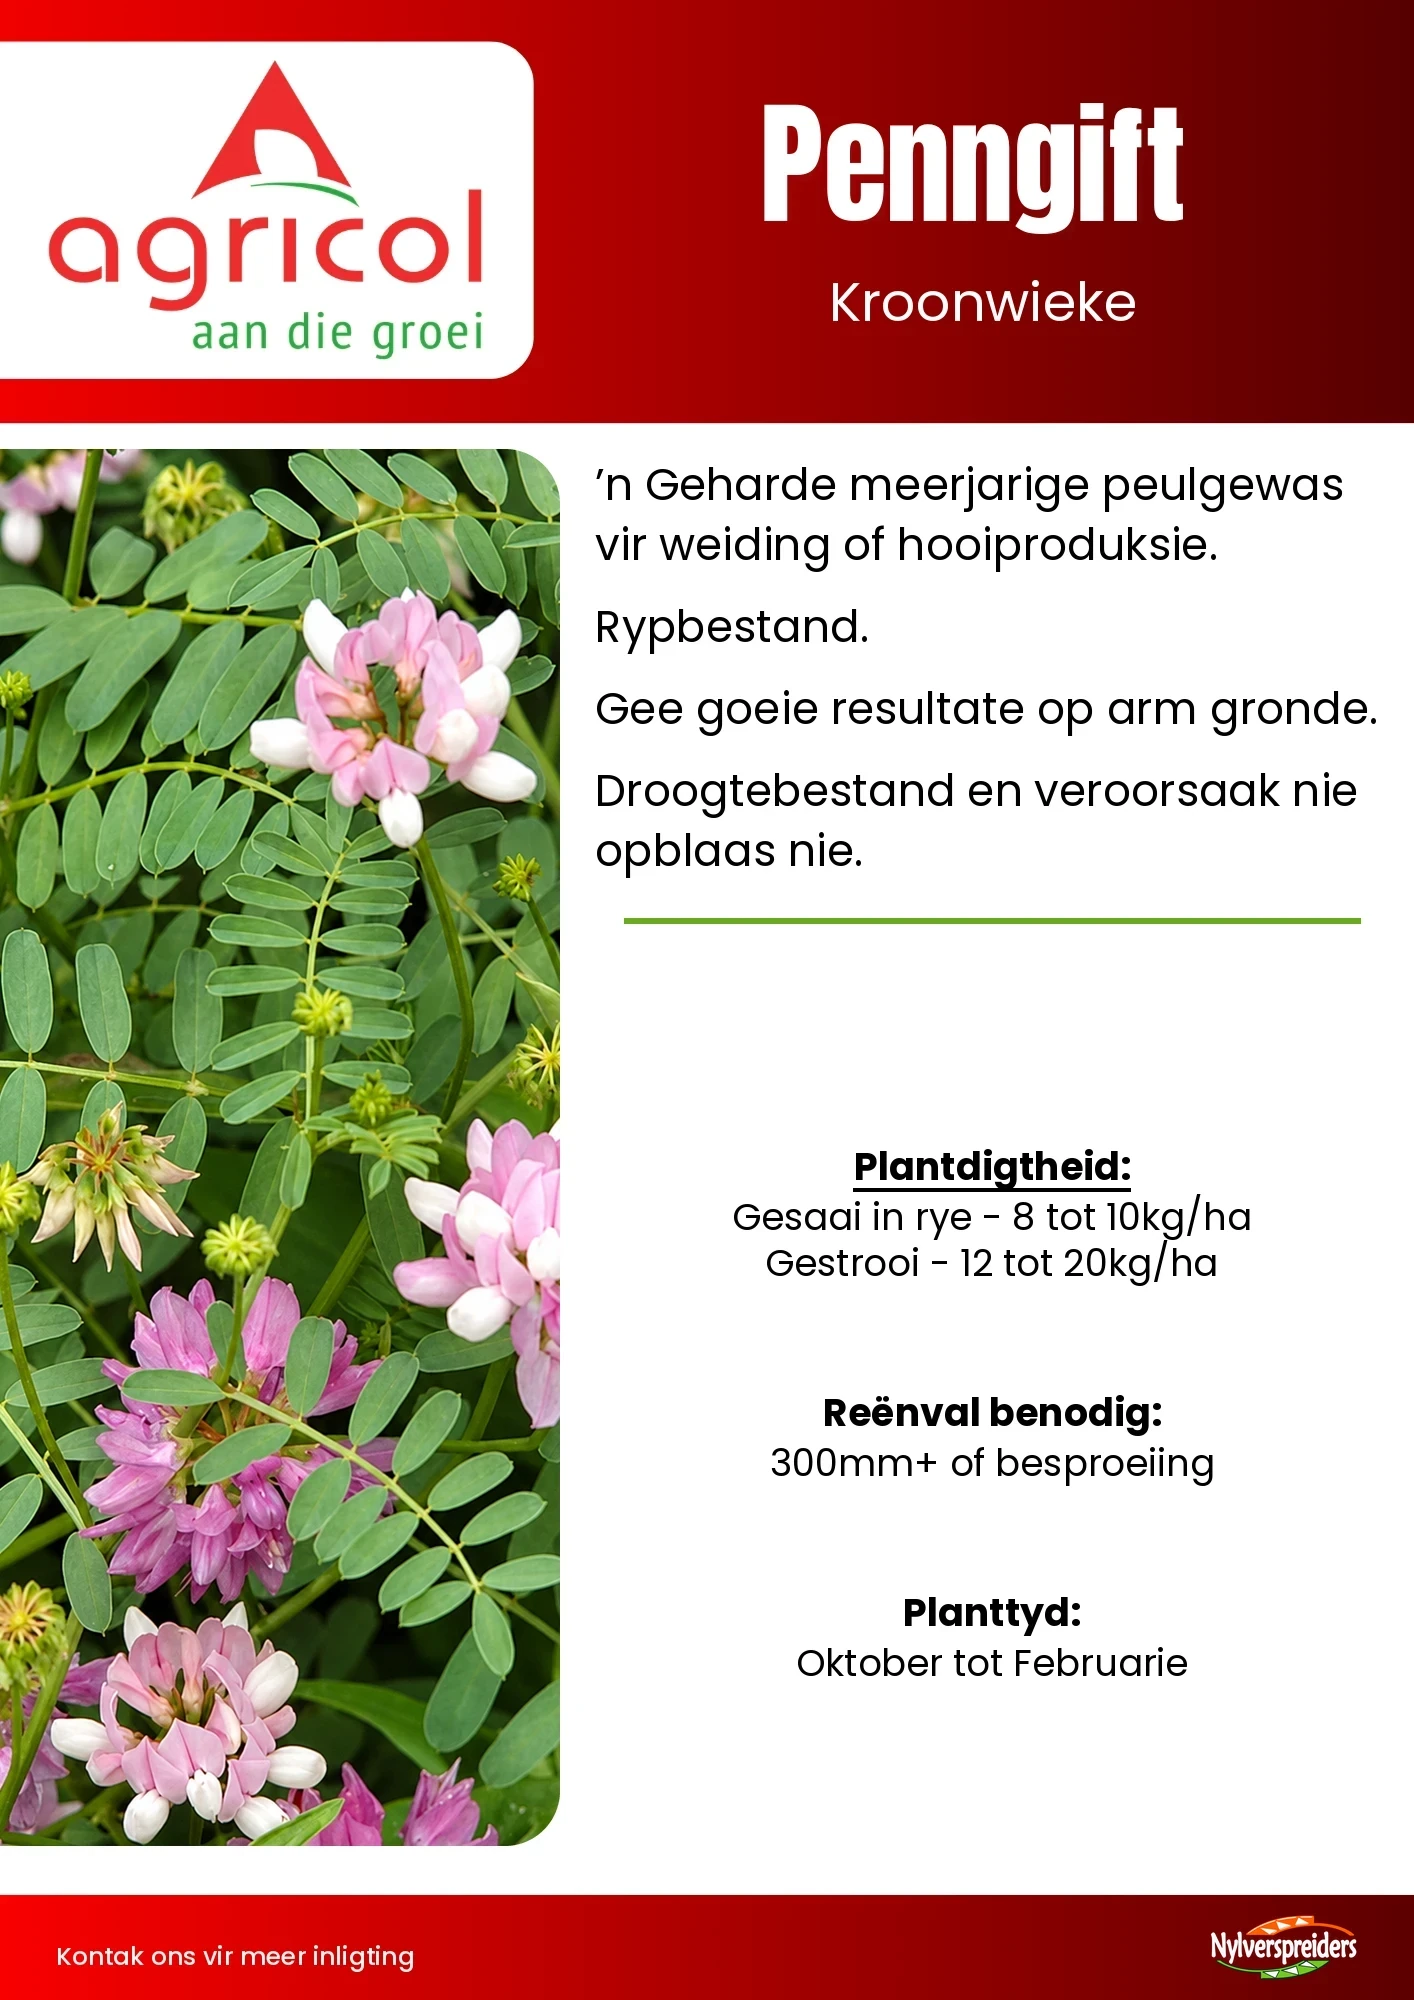 agricol
aan die groei
Penngift
Kroonwieke
’n Geharde meerjarige peulgewas
vir weiding of hooiproduksie.
Rypbestand.
Gee goeie resultate op arm gronde.
Droogtebestand en veroorsaak nie
opblaas nie.
Plantdigtheid:
Gesaai in rye - 8 tot 10kg/ha
Gestrooi - 12 tot 20kg/ha
Reënval benodig:
300mm+ of besproeiing
Planttyd:
Oktober tot Februarie
Kontak ons vir meer inligting
Nylverspreiders